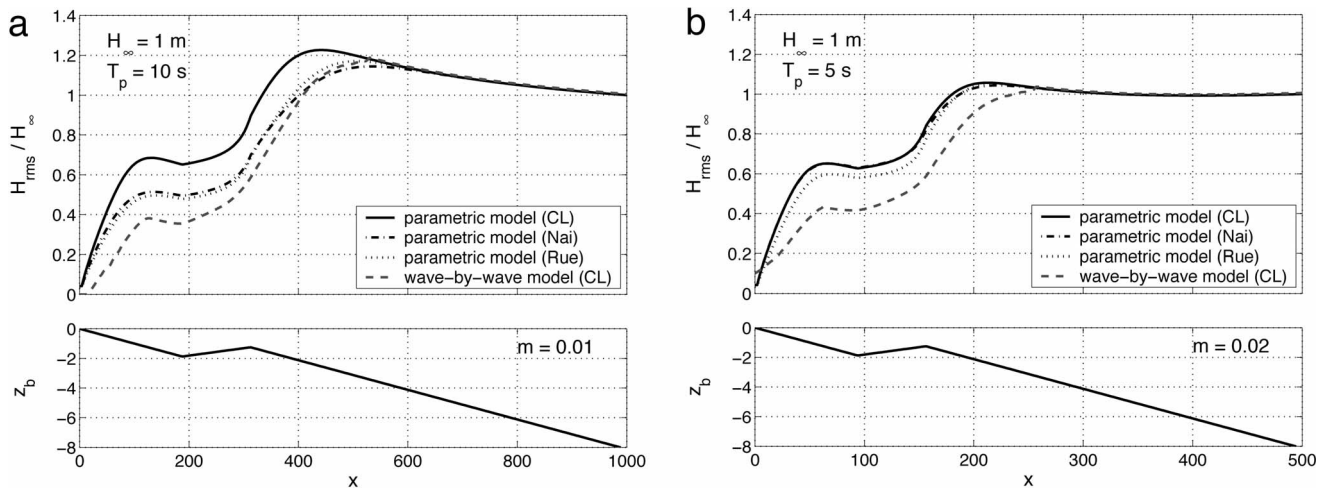 a
H∞ = 1 m
Tp = 10 s
1.4
1.2
1
0.8
0.6
0.4
0.2
0
Hrms / H∞
parametric model (CL)
parametric model (Nai)
parametric model (Rue)
wave−by−wave model (CL)
0
−2
−4
−6
−8
zb
m = 0.01
0 200 400 600 800 1000
x
b
H∞ = 1 m
Tp = 5 s
1.4
1.2
1
0.8
0.6
0.4
0.2
0
Hrms / H∞
parametric model (CL)
parametric model (Nai)
parametric model (Rue)
wave−by−wave model (CL)
0
−2
−4
−6
−8
zb
m = 0.02
0 100 200 300 400 500
x